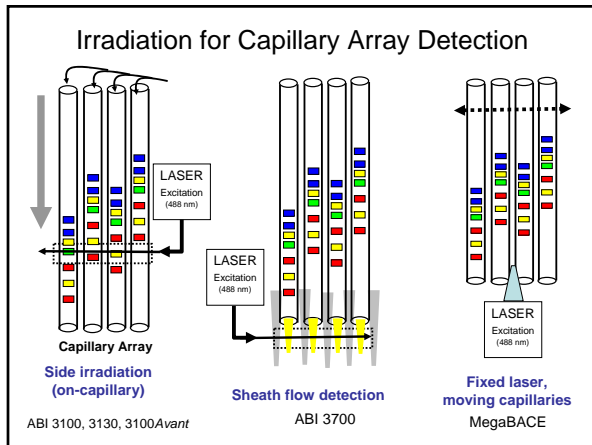 Irradiation for Capillary Array Detection
LASER
Excitation
(488 nm)
Capillary Array
Side irradiation
(on-capillary)
ABI 3100, 3130, 3100Avant
LASER
Excitation
(488 nm)
Sheath flow detection
ABI 3700
LASER
Excitation
(488 nm)
Fixed laser,
moving capillaries
MegaBACE